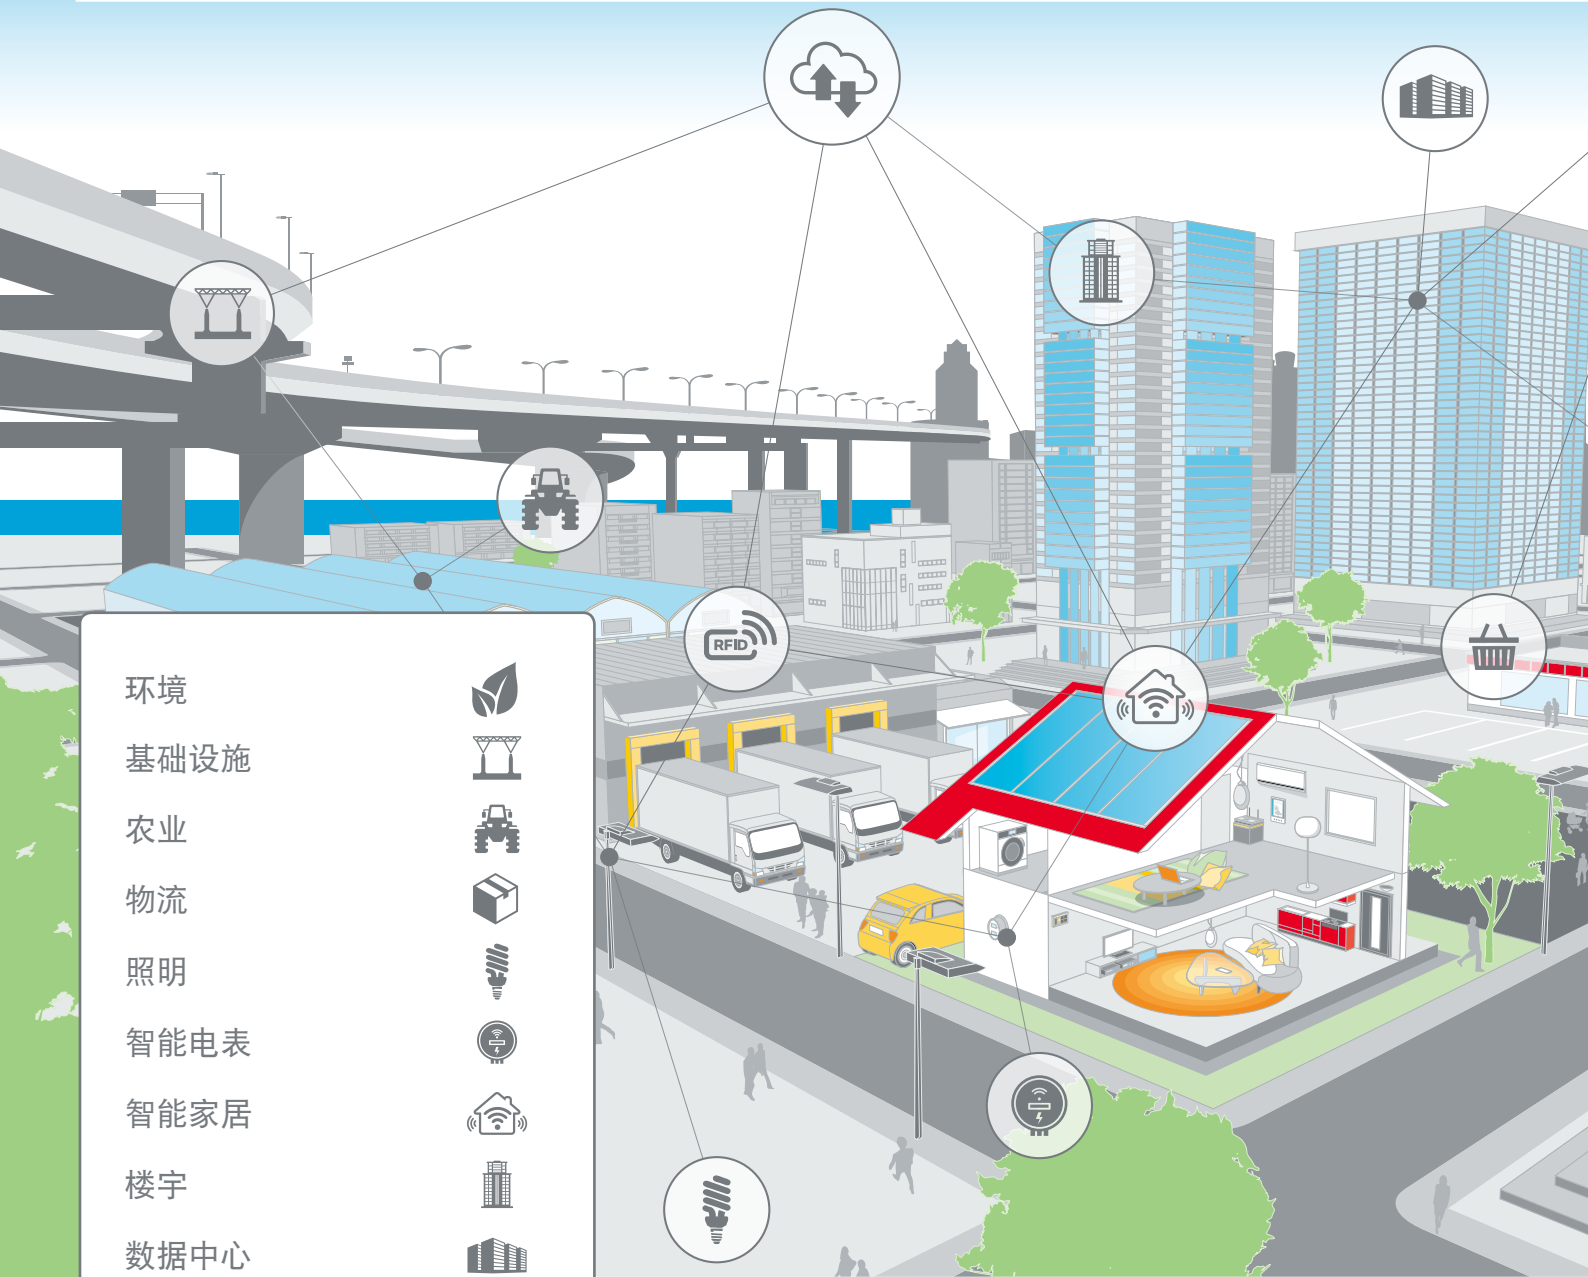 RFID
环境
基础设施
农业
物流
照明
智能电表
智能家居
楼宇
数据中心